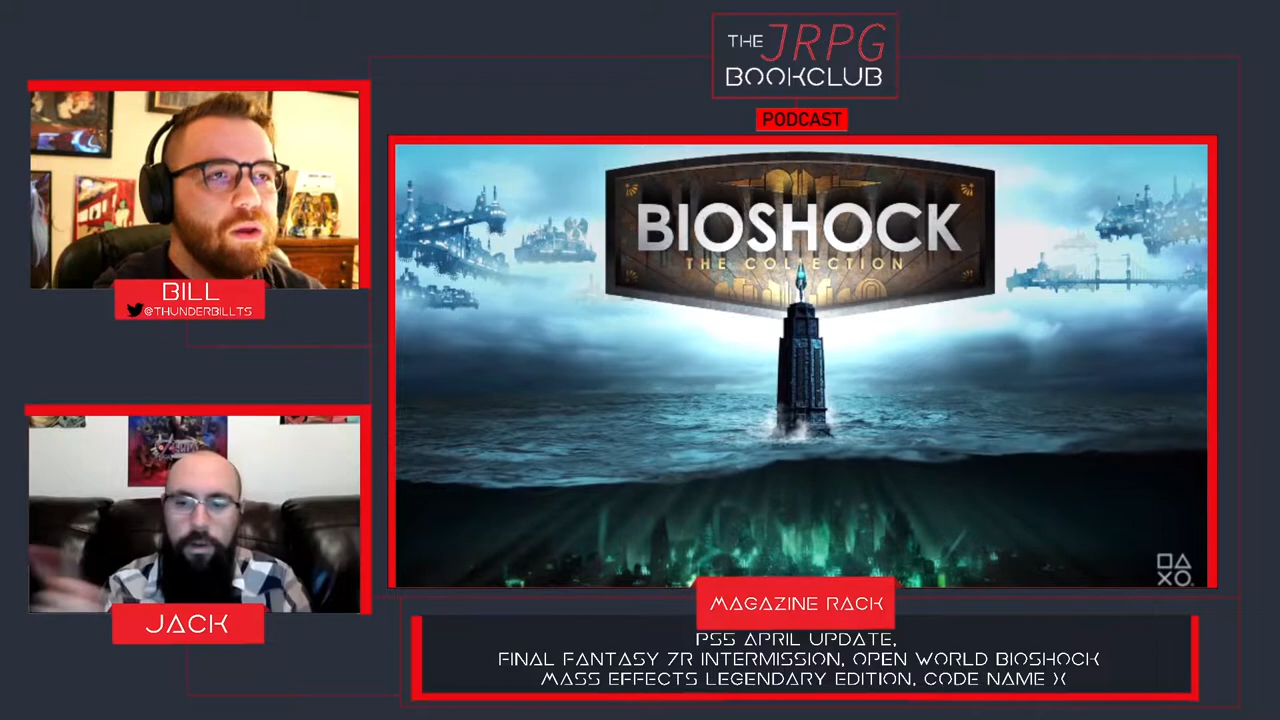 THE JRPG
BOOKCLUB
PODCAST
BIOSHOCK
THE COLLECTION
BILL
@THUNDERBILLTS
JACK
MAGAZINE RACK
PS5 APRIL UPDATE,
FINAL FANTASY 7R INTERMISSION, OPEN WORLD BIOSHOCK
MASS EFFECTS LEGENDARY EDITION, CODE NAME X